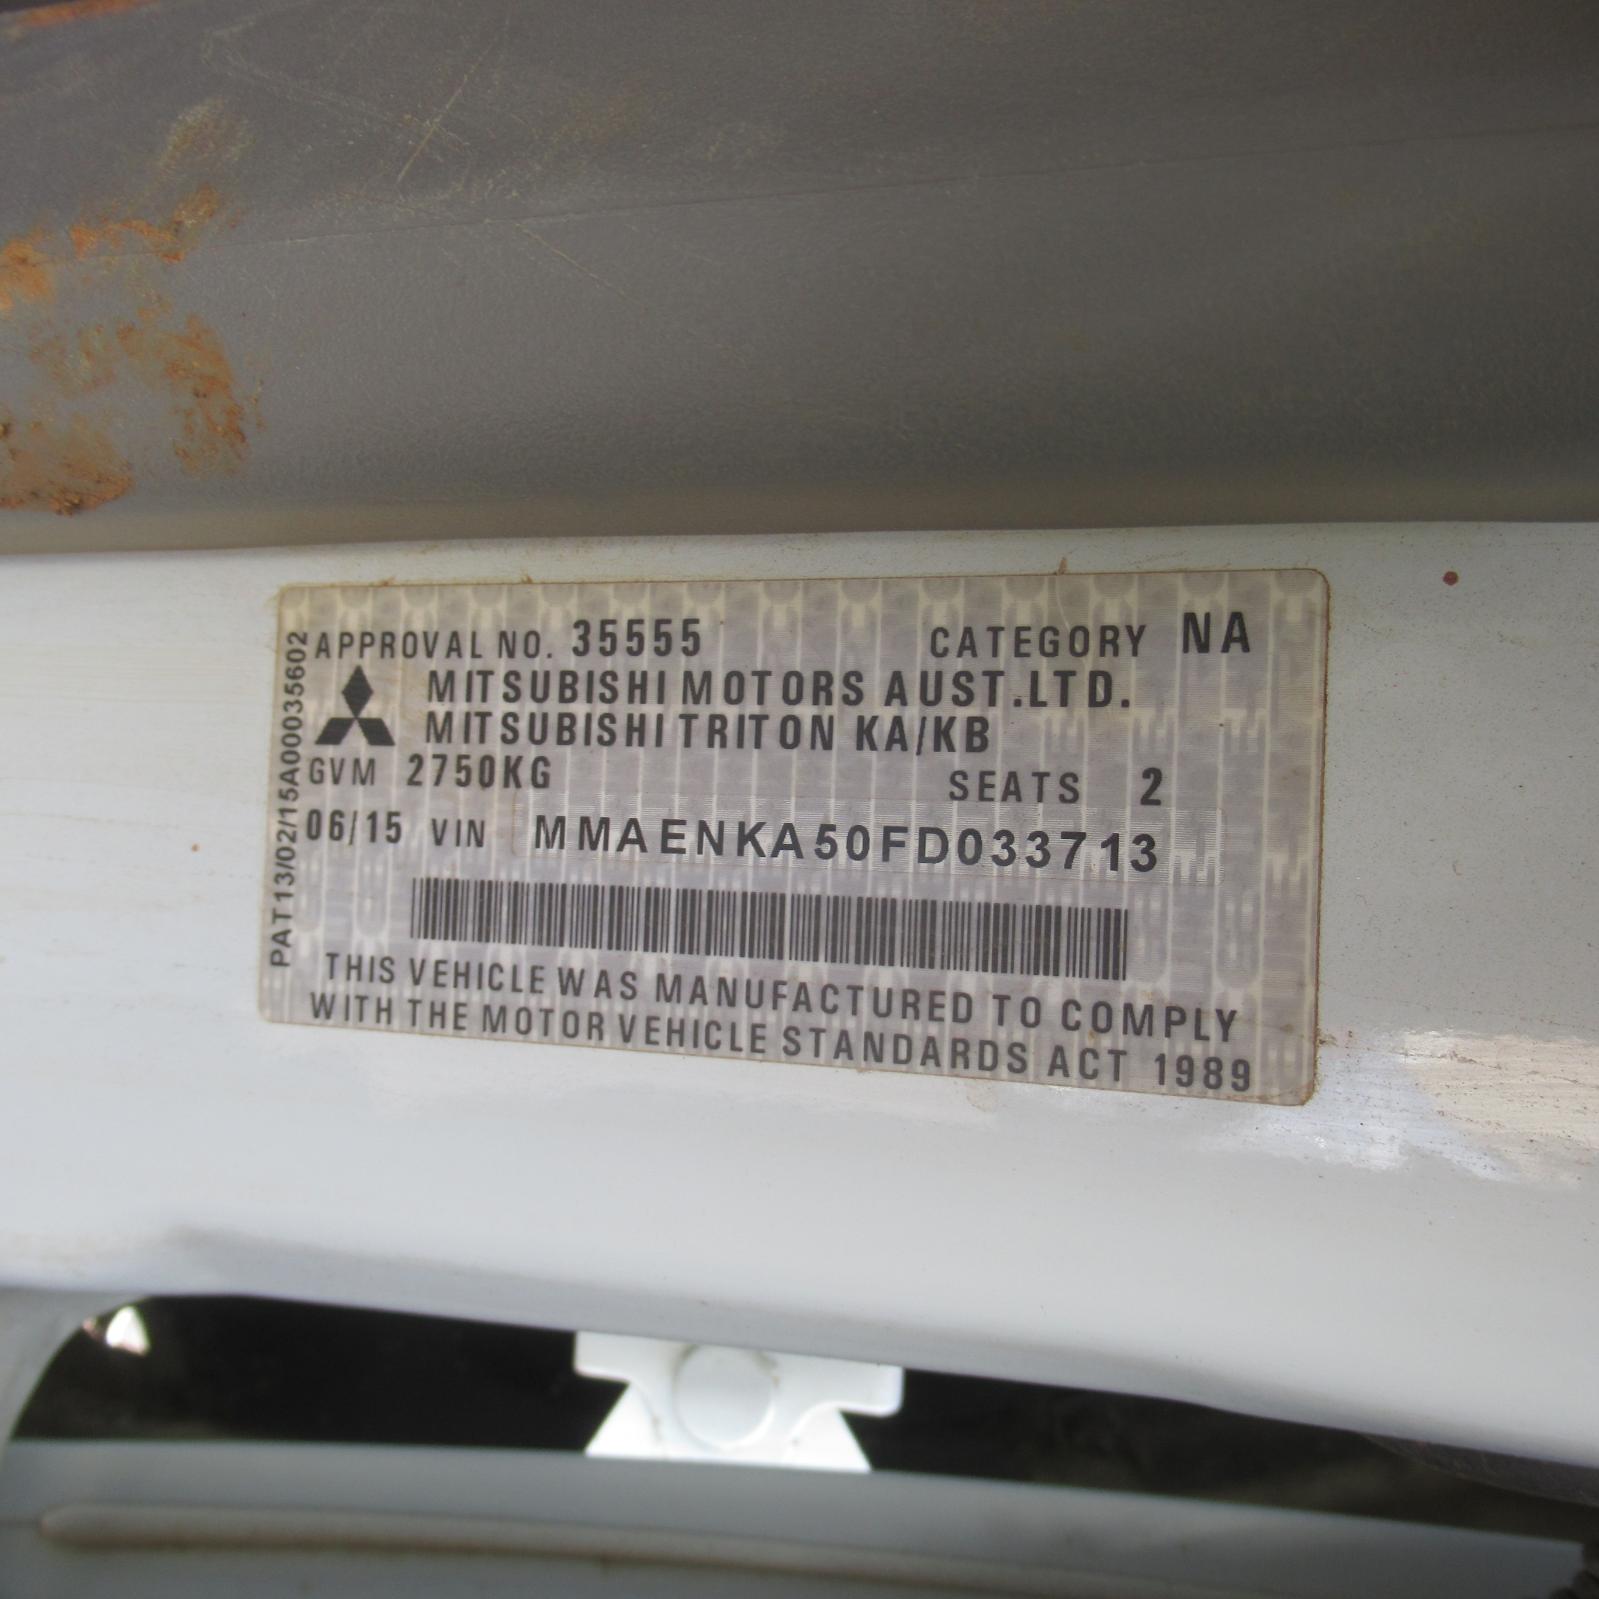 APPROVAL NO. 35555 CATEGORY NA
MITSUBISHI MOTORS AUST.LTD.
MITSUBISHI TRITON KA/KB
GVM 2750KG SEATS 2
06/15 VIN MMAENKA50FD033713
THIS VEHICLE WAS MANUFACTURED TO COMPLY
WITH THE MOTOR VEHICLE STANDARDS ACT 1989
PAT13/02/15A00035602